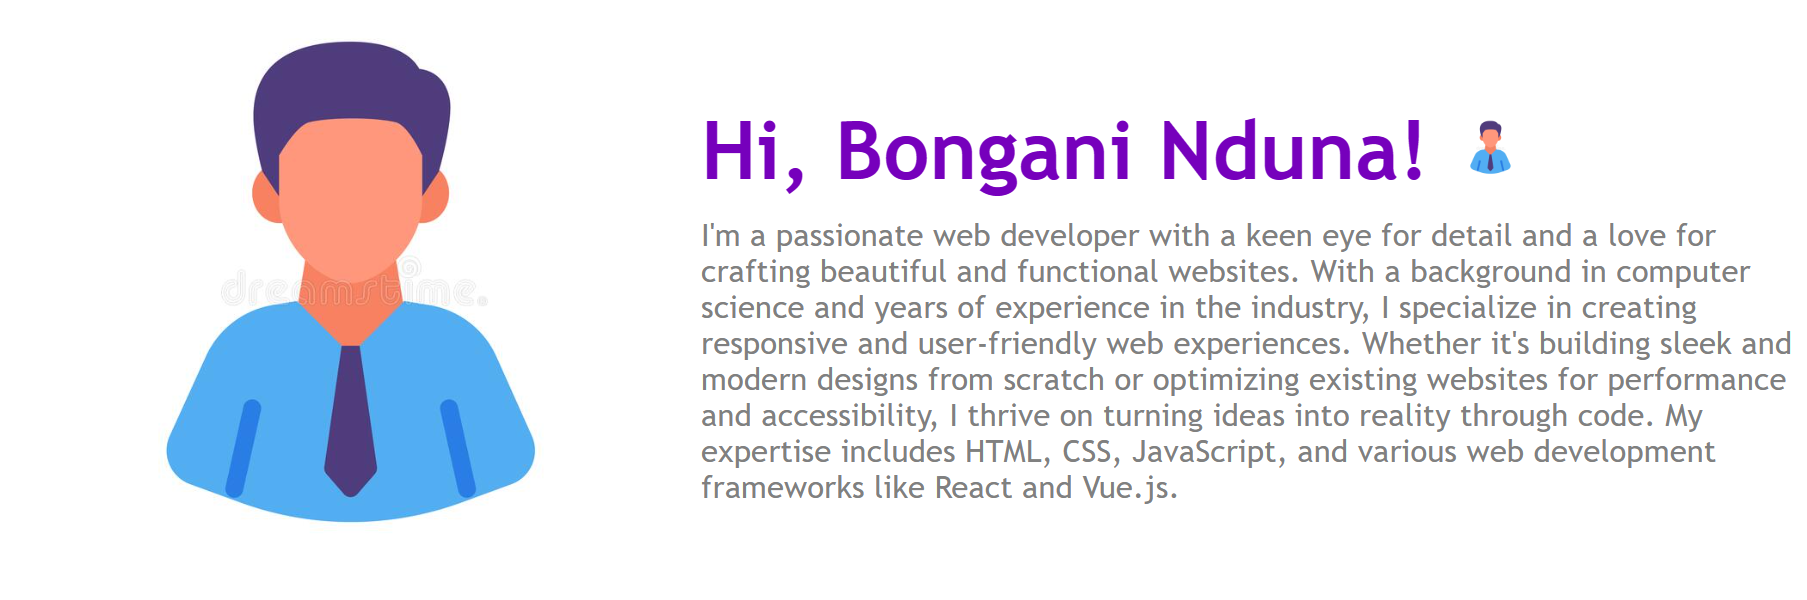 Hi, Bongani Nduna!
I'm a passionate web developer with a keen eye for detail and a love for
crafting beautiful and functional websites. With a background in computer
science and years of experience in the industry, I specialize in creating
responsive and user-friendly web experiences. Whether it's building sleek and
modern designs from scratch or optimizing existing websites for performance
and accessibility, I thrive on turning ideas into reality through code. My
expertise includes HTML, CSS, JavaScript, and various web development
frameworks like React and Vue.js.
dreamstime.